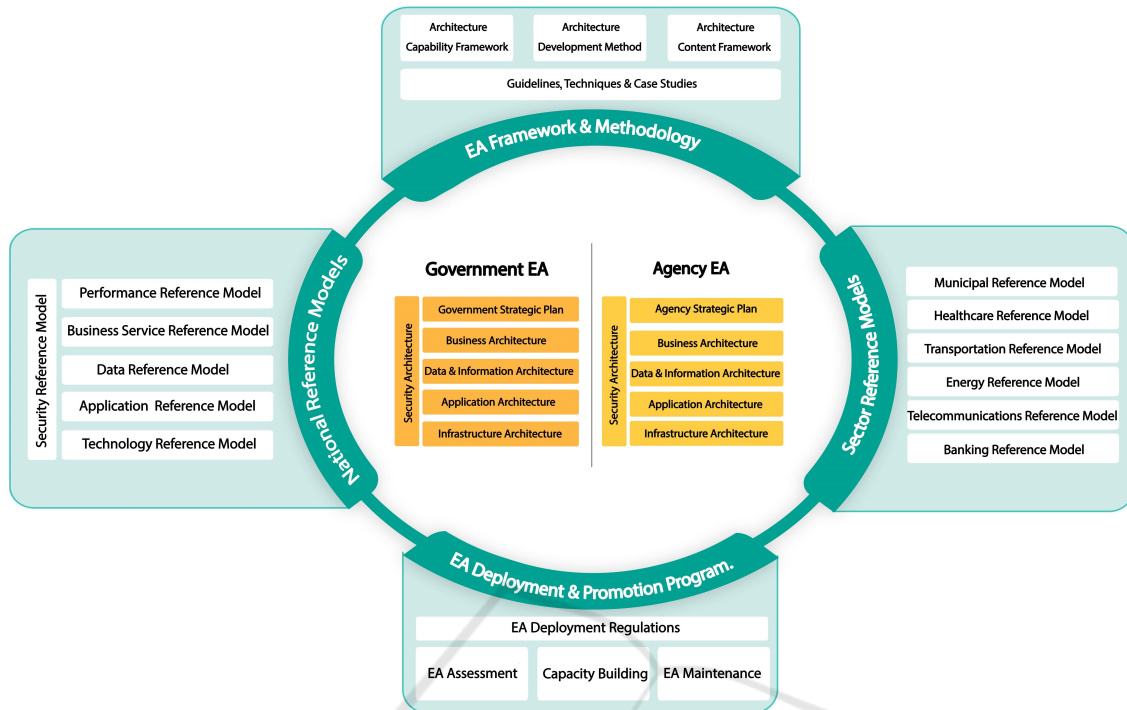 Architecture
Capability Framework
Architecture
Development Method
Architecture
Content Framework
Guidelines, Techniques & Case Studies
EA Framework & Methodology
National Reference Models
Security Reference Model
Performance Reference Model
Business Service Reference Model
Data Reference Model
Application Reference Model
Technology Reference Model
Government EA
Security Architecture
Government Strategic Plan
Business Architecture
Data & Information Architecture
Application Architecture
Infrastructure Architecture
Agency EA
Security Architecture
Agency Strategic Plan
Business Architecture
Data & Information Architecture
Application Architecture
Infrastructure Architecture
Sector Reference Models
Municipal Reference Model
Healthcare Reference Model
Transportation Reference Model
Energy Reference Model
Telecommunications Reference Model
Banking Reference Model
EA Deployment & Promotion Program.
EA Deployment Regulations
EA Assessment
Capacity Building
EA Maintenance